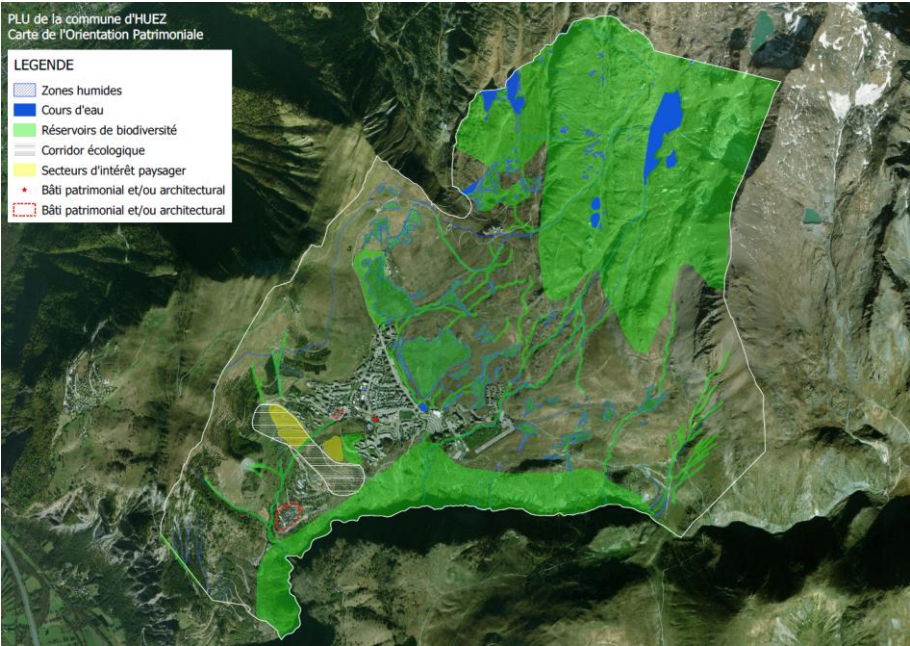 PLU de la commune d'HUEZ
Carte de l'Orientation Patrimoniale
LEGENDE
Zones humides
Cours d'eau
Réservoirs de biodiversité
Corridor écologique
Secteurs d'intérêt paysager
Bâti patrimonial et/ou architectural
Bâti patrimonial et/ou architectural